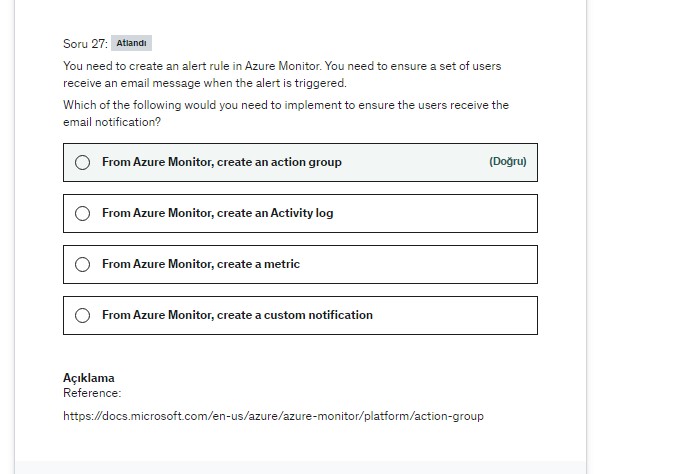 Soru 27: Atlandı
You need to create an alert rule in Azure Monitor. You need to ensure a set of users
receive an email message when the alert is triggered.
Which of the following would you need to implement to ensure the users receive the
email notification?
From Azure Monitor, create an action group (Doğru)
From Azure Monitor, create an Activity log
From Azure Monitor, create a metric
From Azure Monitor, create a custom notification
Açıklama
Reference:
https://docs.microsoft.com/en-us/azure/azure-monitor/platform/action-group